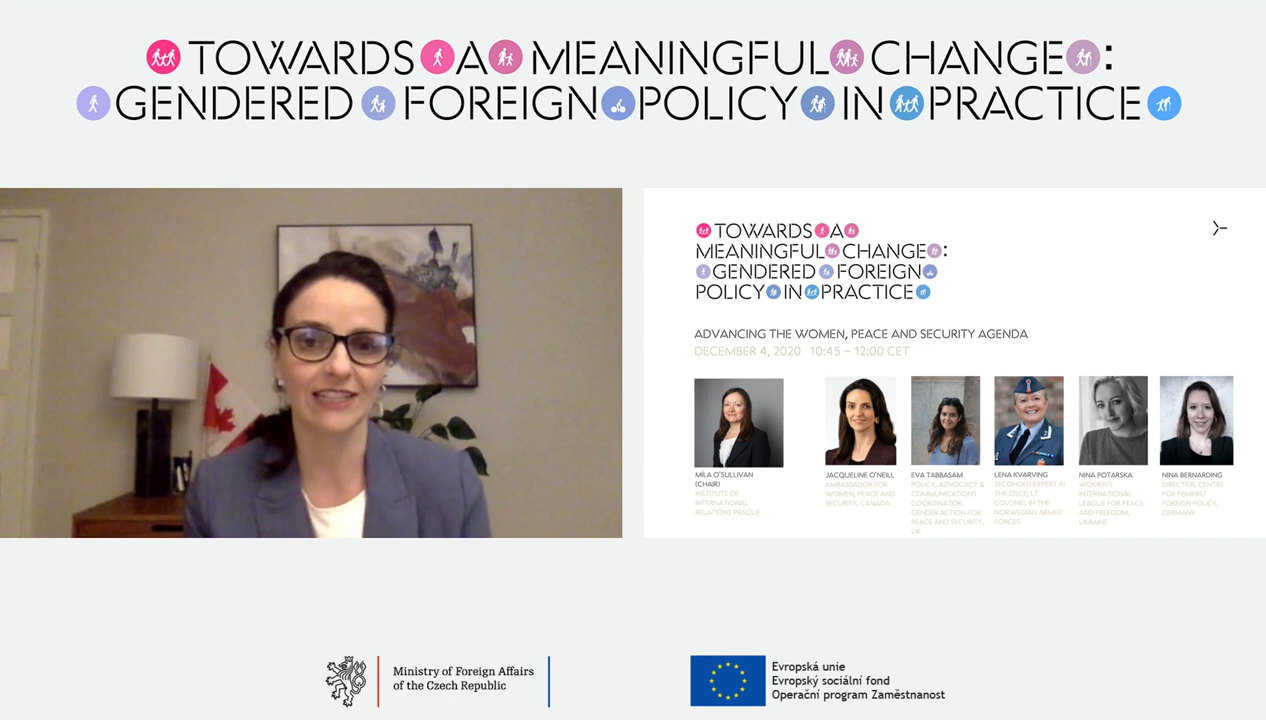 TOWARDS A MEANINGFUL CHANGE:
GENDERED FOREIGN POLICY IN PRACTICE
TOWARDS A
MEANINGFUL CHANGE:
GENDERED FOREIGN
POLICY IN PRACTICE
ADVANCING THE WOMEN, PEACE AND SECURITY AGENDA
DECEMBER 4, 2020 10:45 – 12:00 CET
MÍLA O'SULLIVAN
(CHAIR)
INSTITUTE OF
INTERNATIONAL
RELATIONS PRAGUE
JACQUELINE O'NEILL
AMBASSADOR FOR
WOMEN, PEACE AND
SECURITY, CANADA
EVA TABBASAM
POLICY, ADVOCACY &
COMMUNICATIONS
COORDINATOR,
GENDER ACTION FOR
PEACE AND SECURITY,
UK
LENA KVARVING
SECONDED EXPERT IN
THE OSCE, LT
COLONEL IN THE
NORWEGIAN ARMED
FORCES
NINA POTARSKA
WOMEN'S
INTERNATIONAL
LEAGUE FOR PEACE
AND FREEDOM,
UKRAINE
NINA BERNARDING
DIRECTOR, CENTRE
FOR FEMINIST
FOREIGN POLICY,
GERMANY
Ministry of Foreign Affairs
of the Czech Republic
Evropská unie
Evropský sociální fond
Operační program Zaměstnanost